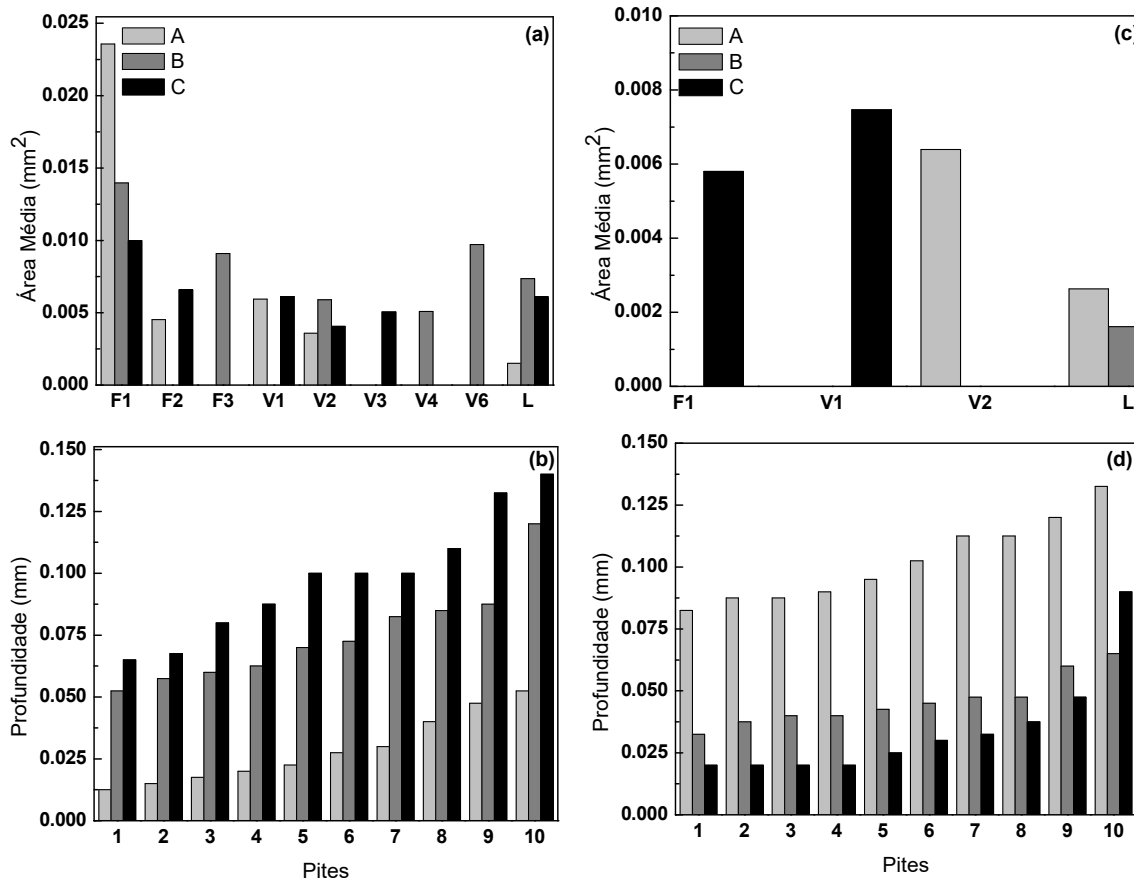 (a)
A
B
C
Área Média (mm²)
0.025
0.020
0.015
0.010
0.005
0.000
F1 F2 F3 V1 V2 V3 V4 V6 L
(c)
A
B
C
Área Média (mm²)
0.010
0.008
0.006
0.004
0.002
0.000
F1 V1 V2 L
(b)
Profundidade (mm)
0.150
0.125
0.100
0.075
0.050
0.025
0.000
1 2 3 4 5 6 7 8 9 10
Pites
(d)
Profundidade (mm)
0.150
0.125
0.100
0.075
0.050
0.025
0.000
1 2 3 4 5 6 7 8 9 10
Pites